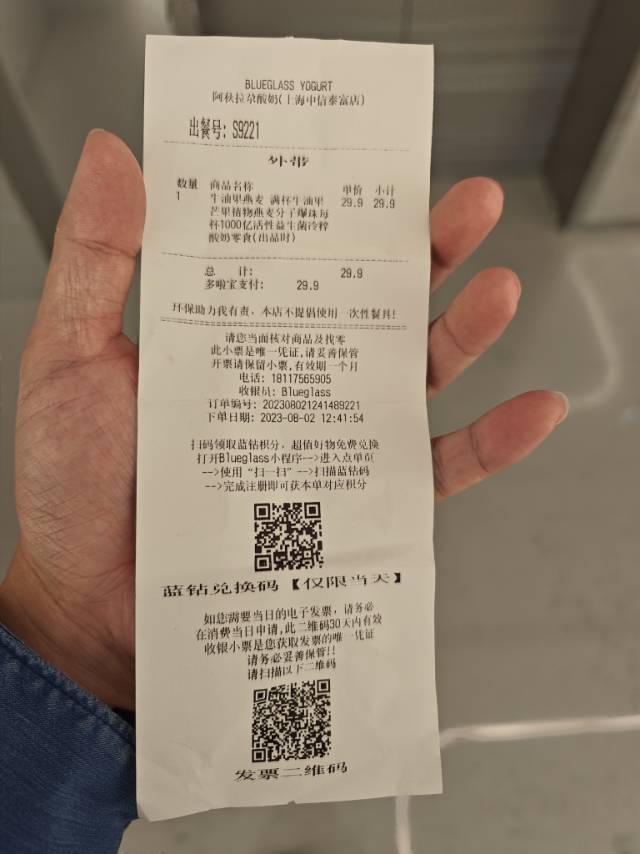 BLUEGLASS YOGURT
阿秋拉尕酸奶(上海中信泰富店)
出餐号: S9221
外带
数量 商品名称 单价 小计
1 牛油果燕麦 满杯牛油果 29.9 29.9
芒果植物燕麦分子爆珠每
杯1000亿活性益生菌冷粹
酸奶零食(出品时)
总 计: 29.9
多啦宝支付: 29.9
环保助力我有责，本店不提倡使用一次性餐具!
请您当面核对商品及找零
此小票是唯一凭证,请妥善保管
开票请保留小票,有效期一个月
电话: 18117565905
收银员: Blueglass
订单编号: 202308021241489221
下单日期: 2023-08-02 12:41:54
扫码领取蓝钻积分，超值好物免费兑换
打开Blueglass小程序-->进入点单页
-->使用"扫一扫"-->扫描蓝钻码
-->完成注册即可获本单对应积分
蓝钻兑换码【仅限当天】
如您需要当日的电子发票，请务必
在消费当日申请,此二维码30天内有效
收银小票是您获取发票的唯一凭证
请务必妥善保管!!
请扫描以下二维码
发票二维码